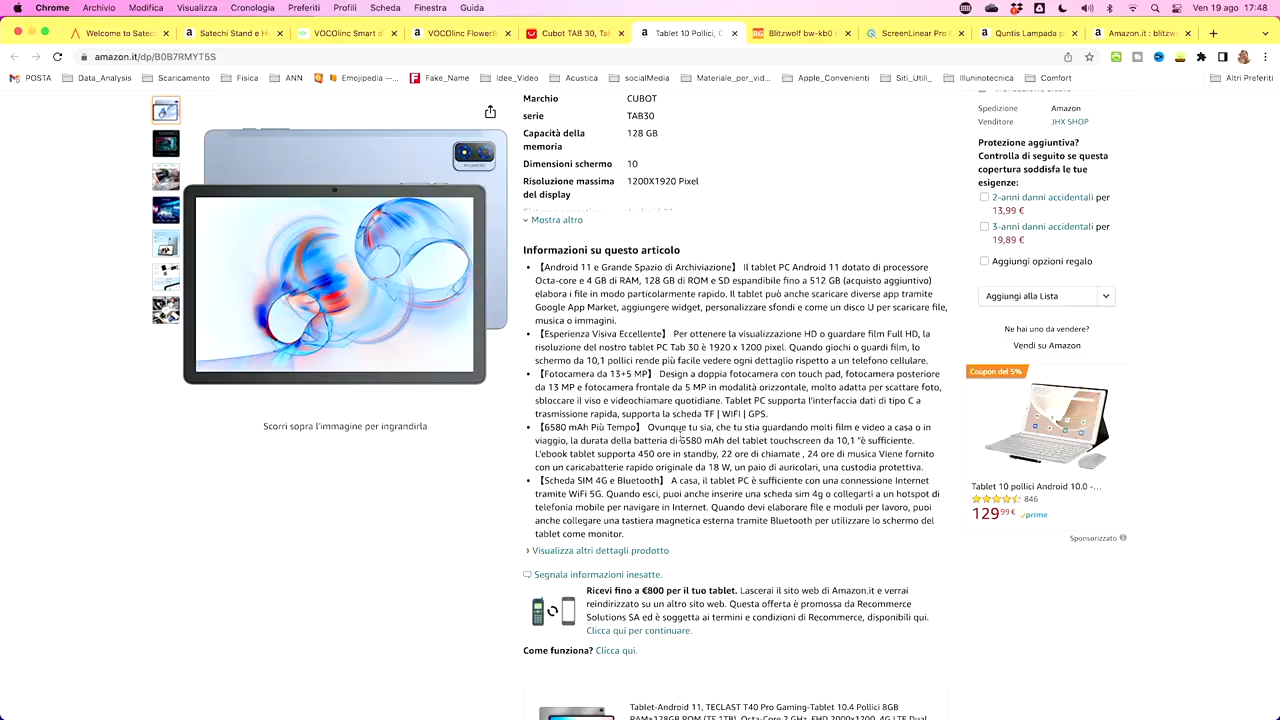 Chrome Archivio Modifica Visualizza Cronologia Preferiti Profili Scheda Finestra Guida Ven 19 ago 17:48
Welcome to Satec Satechi Stand e H VOCOlinc Smart d VOCOlinc FlowerB Cubot TAB 30, Tab Tablet 10 Pollici, C Blitzwolf bw-kb0 ScreenLinear Pro Quntis Lampada p Amazon.it : blitzw
amazon.it/dp/B0B7RMYT5S
POSTA Data_Analysis Scaricamento Fisica ANN Emojipedia —... Fake_Name Idee_Video Acustica socialMedia Materiale_per_vid... Apple_Convenienti Siti_Utili_ Illuninotecnica Comfort Altri Preferiti
Marchio CUBOT
serie TAB30
Capacità della memoria 128 GB
Dimensioni schermo 10
Risoluzione massima del display 1200X1920 Pixel
Mostra altro
Informazioni su questo articolo
• 【Android 11 e Grande Spazio di Archiviazione】 Il tablet PC Android 11 dotato di processore
Octa-core e 4 GB di RAM, 128 GB di ROM e SD espandibile fino a 512 GB (acquisto aggiuntivo)
elabora i file in modo particolarmente rapido. Il tablet può anche scaricare diverse app tramite
Google App Market, aggiungere widget, personalizzare sfondi e come un disco U per scaricare file,
musica o immagini.
• 【Esperienza Visiva Eccellente】 Per ottenere la visualizzazione HD o guardare film Full HD, la
risoluzione del nostro tablet PC Tab 30 è 1920 x 1200 pixel. Quando giochi o guardi film, lo
schermo da 10,1 pollici rende più facile vedere ogni dettaglio rispetto a un telefono cellulare.
• 【Fotocamera da 13+5 MP】 Design a doppia fotocamera con touch pad, fotocamera posteriore
da 13 MP e fotocamera frontale da 5 MP in modalità orizzontale, molto adatta per scattare foto,
sbloccare il viso e videochiamare quotidiane. Tablet PC supporta l'interfaccia dati di tipo C a
trasmissione rapida, supporta la scheda TF | WIFI | GPS.
• 【6580 mAh Più Tempo】 Ovunque tu sia, che tu stia guardando molti film e video a casa o in
viaggio, la durata della batteria di 6580 mAh del tablet touchscreen da 10,1 "è sufficiente.
L'ebook tablet supporta 450 ore in standby, 22 ore di chiamate , 24 ore di musica Viene fornito
con un caricabatterie rapido originale da 18 W, un paio di auricolari, una custodia protettiva.
• 【Scheda SIM 4G e Bluetooth】 A casa, il tablet PC è sufficiente con una connessione Internet
tramite WiFi 5G. Quando esci, puoi anche inserire una scheda sim 4g o collegarti a un hotspot di
telefonia mobile per navigare in Internet. Quando devi elaborare file e moduli per lavoro, puoi
anche collegare una tastiera magnetica esterna tramite Bluetooth per utilizzare lo schermo del
tablet come monitor.
› Visualizza altri dettagli prodotto
Segnala informazioni inesatte.
Ricevi fino a €800 per il tuo tablet. Lascerai il sito web di Amazon.it e verrai
reindirizzato su un altro sito web. Questa offerta è promossa da Recommerce
Solutions SA ed è soggetta ai termini e condizioni di Recommerce, disponibili qui.
Clicca qui per continuare.
Come funziona? Clicca qui.
Tablet-Android 11, TECLAST T40 Pro Gaming-Tablet 10.4 Pollici 8GB
RAM+128GB ROM (TF 1TB), Octa-Core 2 GHz, FHD 2000x1200, 4G LTE Dual
Scorri sopra l'immagine per ingrandirla
Spedizione Amazon
Venditore JHX SHOP
Protezione aggiuntiva?
Controlla di seguito se questa
copertura soddisfa le tue
esigenze:
2-anni danni accidentali per
13,99 €
3-anni danni accidentali per
19,89 €
Aggiungi opzioni regalo
Aggiungi alla Lista
Ne hai uno da vendere?
Vendi su Amazon
Coupon del 5%
Tablet 10 pollici Android 10.0 -...
846
129,99 € prime
Sponsorizzato